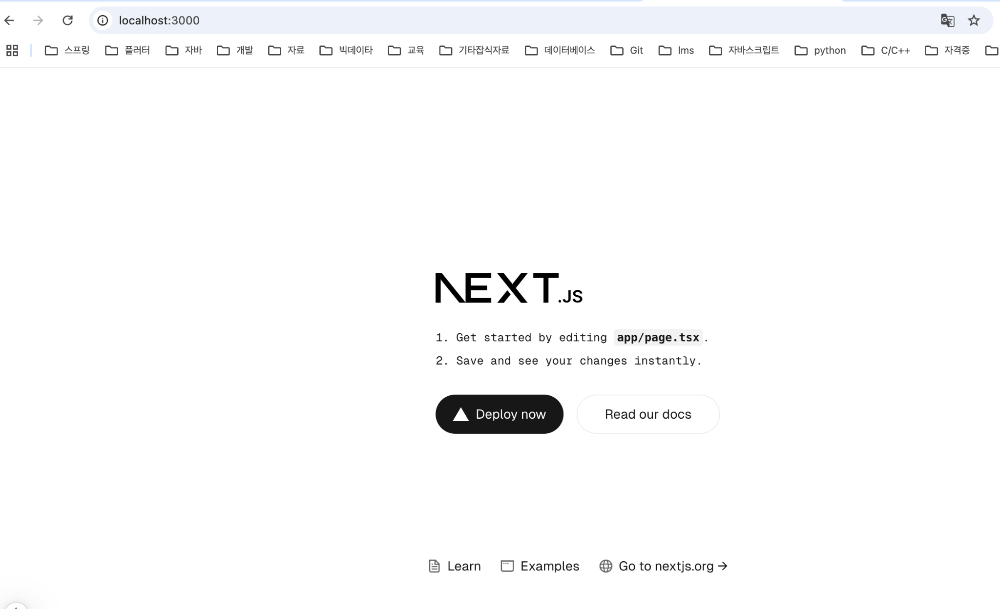 localhost:3000
스프링 플러터 자바 개발 자료 빅데이타 교육 기타잡식자료 데이터베이스 Git lms 자바스크립트 python C/C++ 자격증
NEXT.JS
1. Get started by editing app/page.tsx.
2. Save and see your changes instantly.
Deploy now Read our docs
Learn Examples Go to nextjs.org →